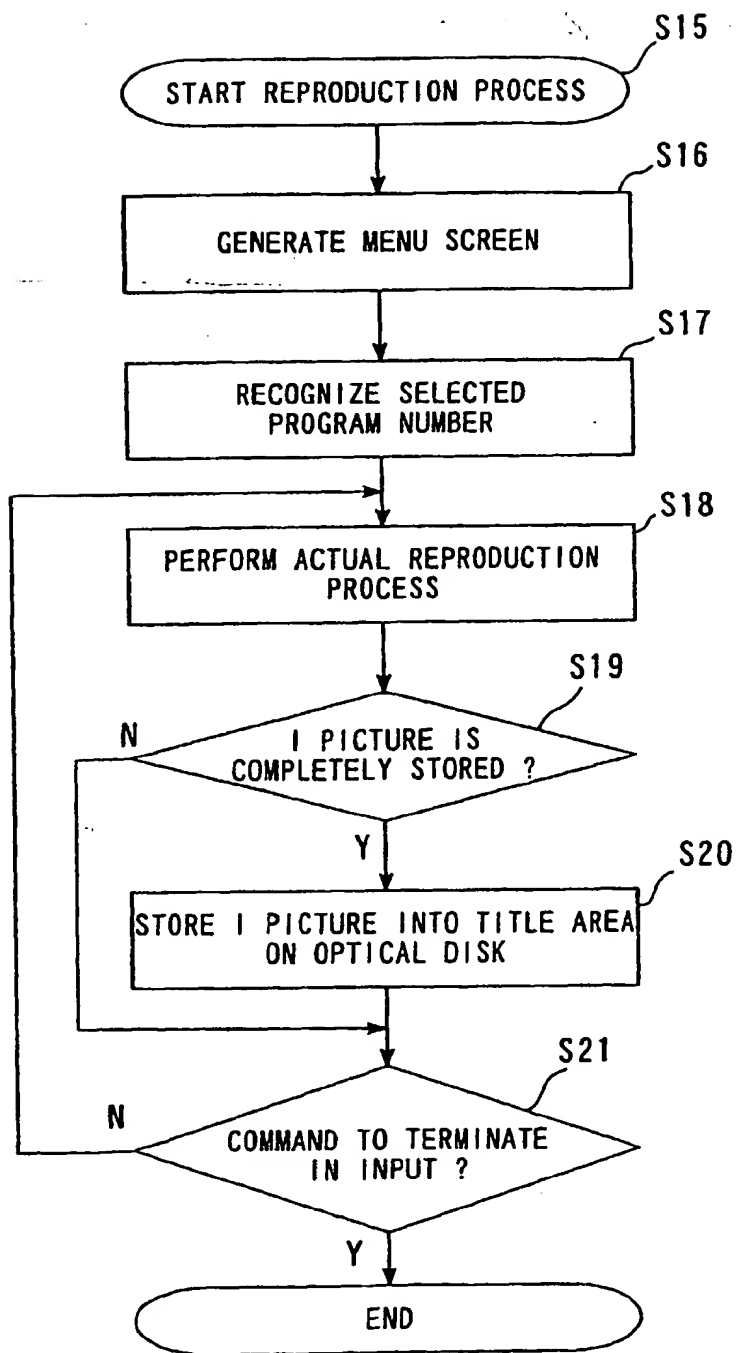 S15
START REPRODUCTION PROCESS
S16
GENERATE MENU SCREEN
S17
RECOGNIZE SELECTED
PROGRAM NUMBER
S18
PERFORM ACTUAL REPRODUCTION
PROCESS
S19
N
I PICTURE IS
COMPLETELY STORED ?
Y
S20
STORE I PICTURE INTO TITLE AREA
ON OPTICAL DISK
S21
N
COMMAND TO TERMINATE
IN INPUT ?
Y
END